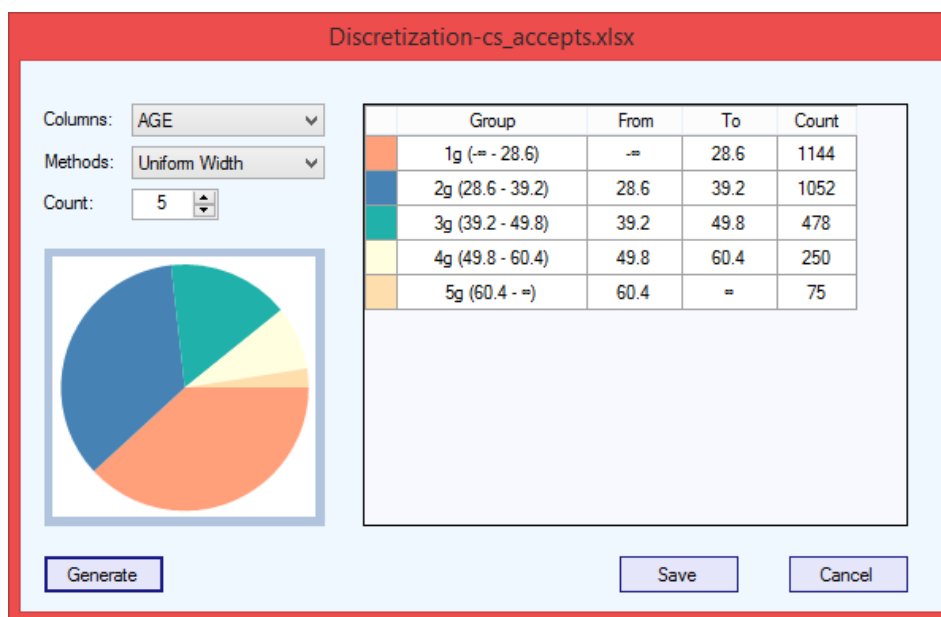 Discretization-cs_accepts.xlsx
Columns: AGE
Methods: Uniform Width
Count: 5
Group From To Count
1g (-∞ - 28.6) -∞ 28.6 1144
2g (28.6 - 39.2) 28.6 39.2 1052
3g (39.2 - 49.8) 39.2 49.8 478
4g (49.8 - 60.4) 49.8 60.4 250
5g (60.4 - ∞) 60.4 ∞ 75
Generate
Save
Cancel